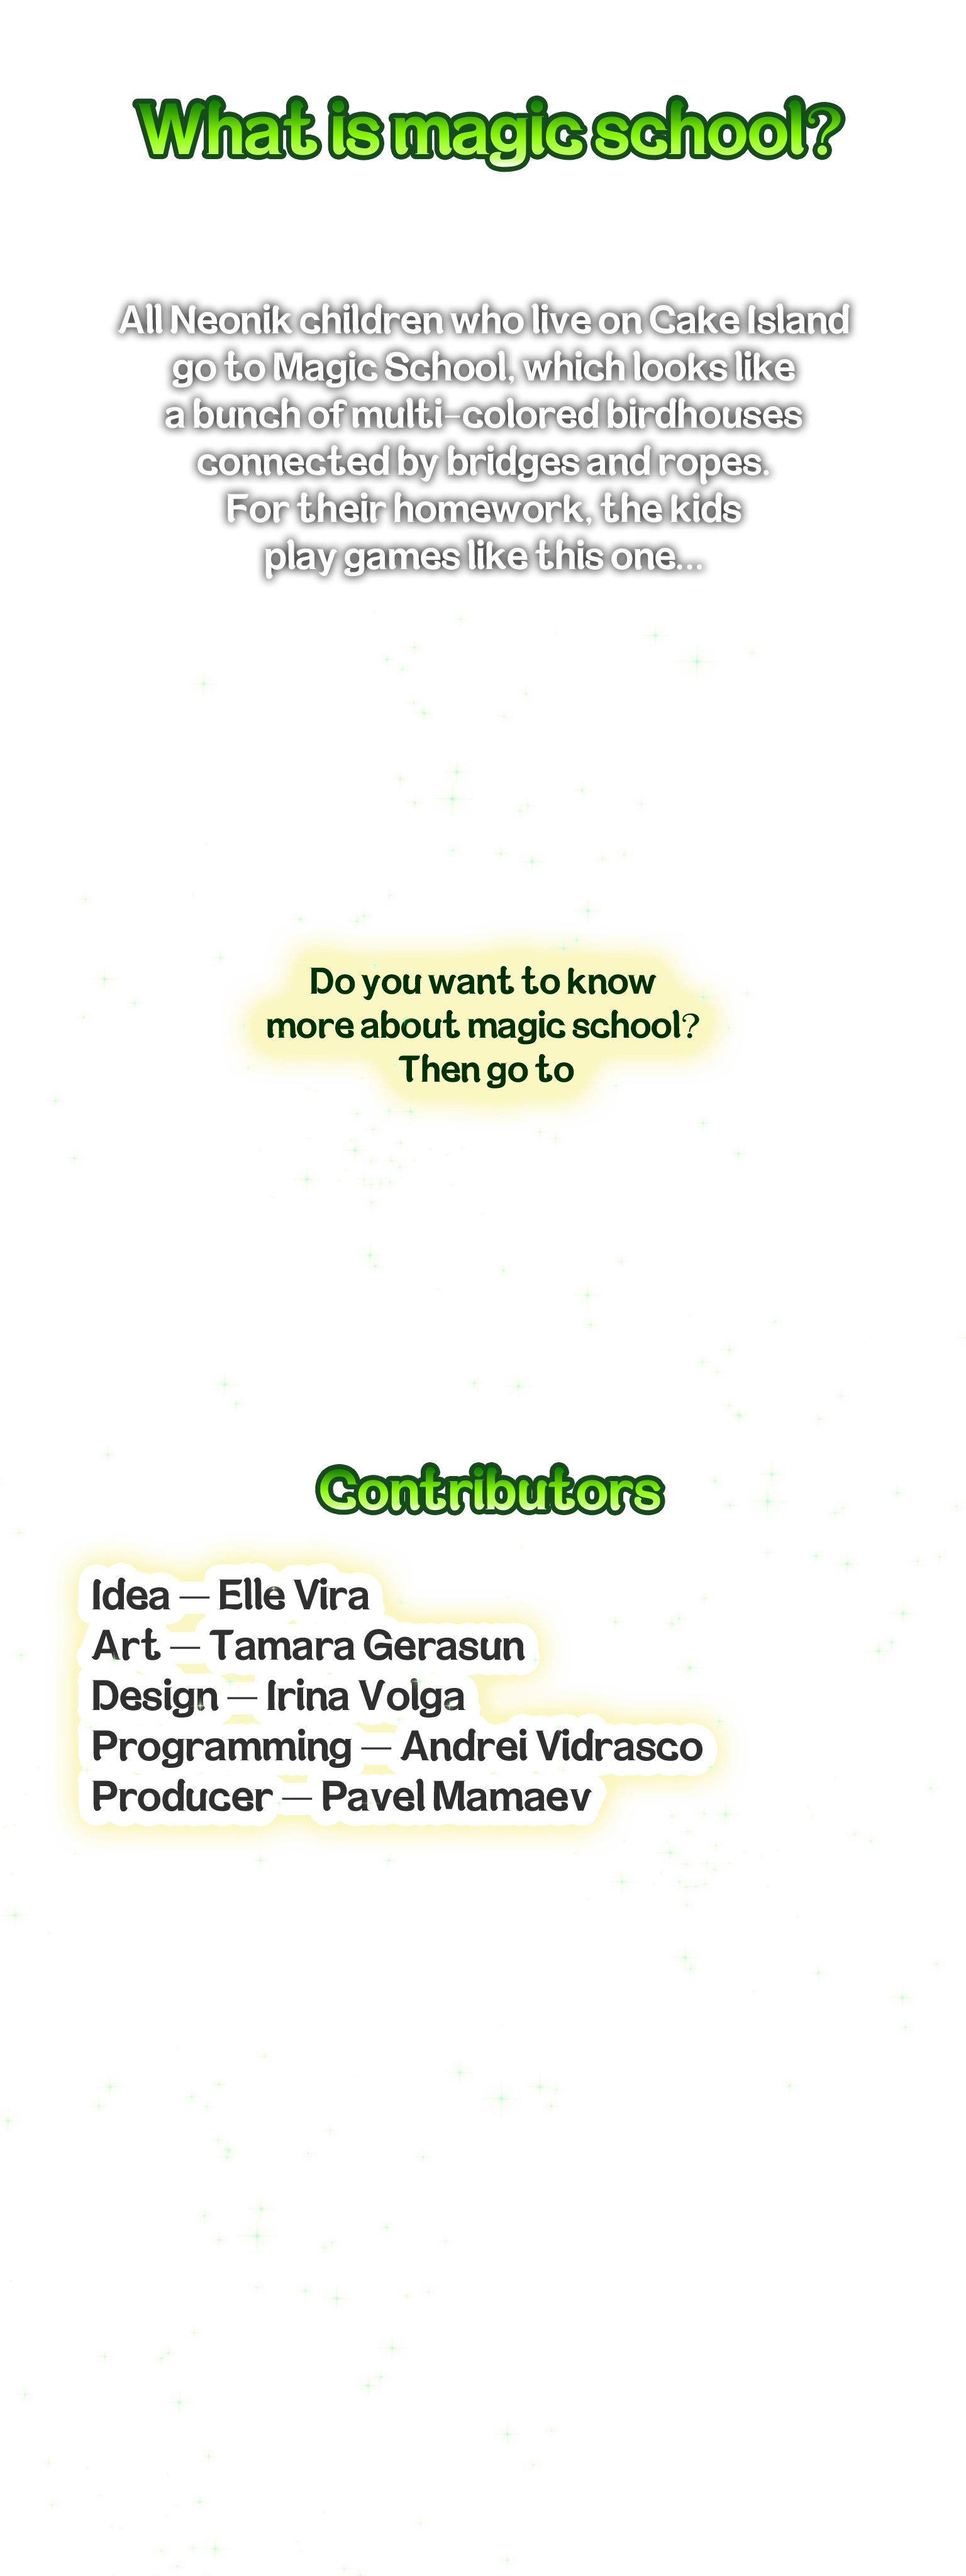 What is magic school?
All Neonik children who live on Cake Island
go to Magic School, which looks like
a bunch of multi-colored birdhouses
connected by bridges and ropes.
For their homework, the kids
play games like this one...
Do you want to know
more about magic school?
Then go to
Contributors
Idea — Elle Vira
Art — Tamara Gerasun
Design — Irina Volga
Programming — Andrei Vidrasco
Producer — Pavel Mamaev